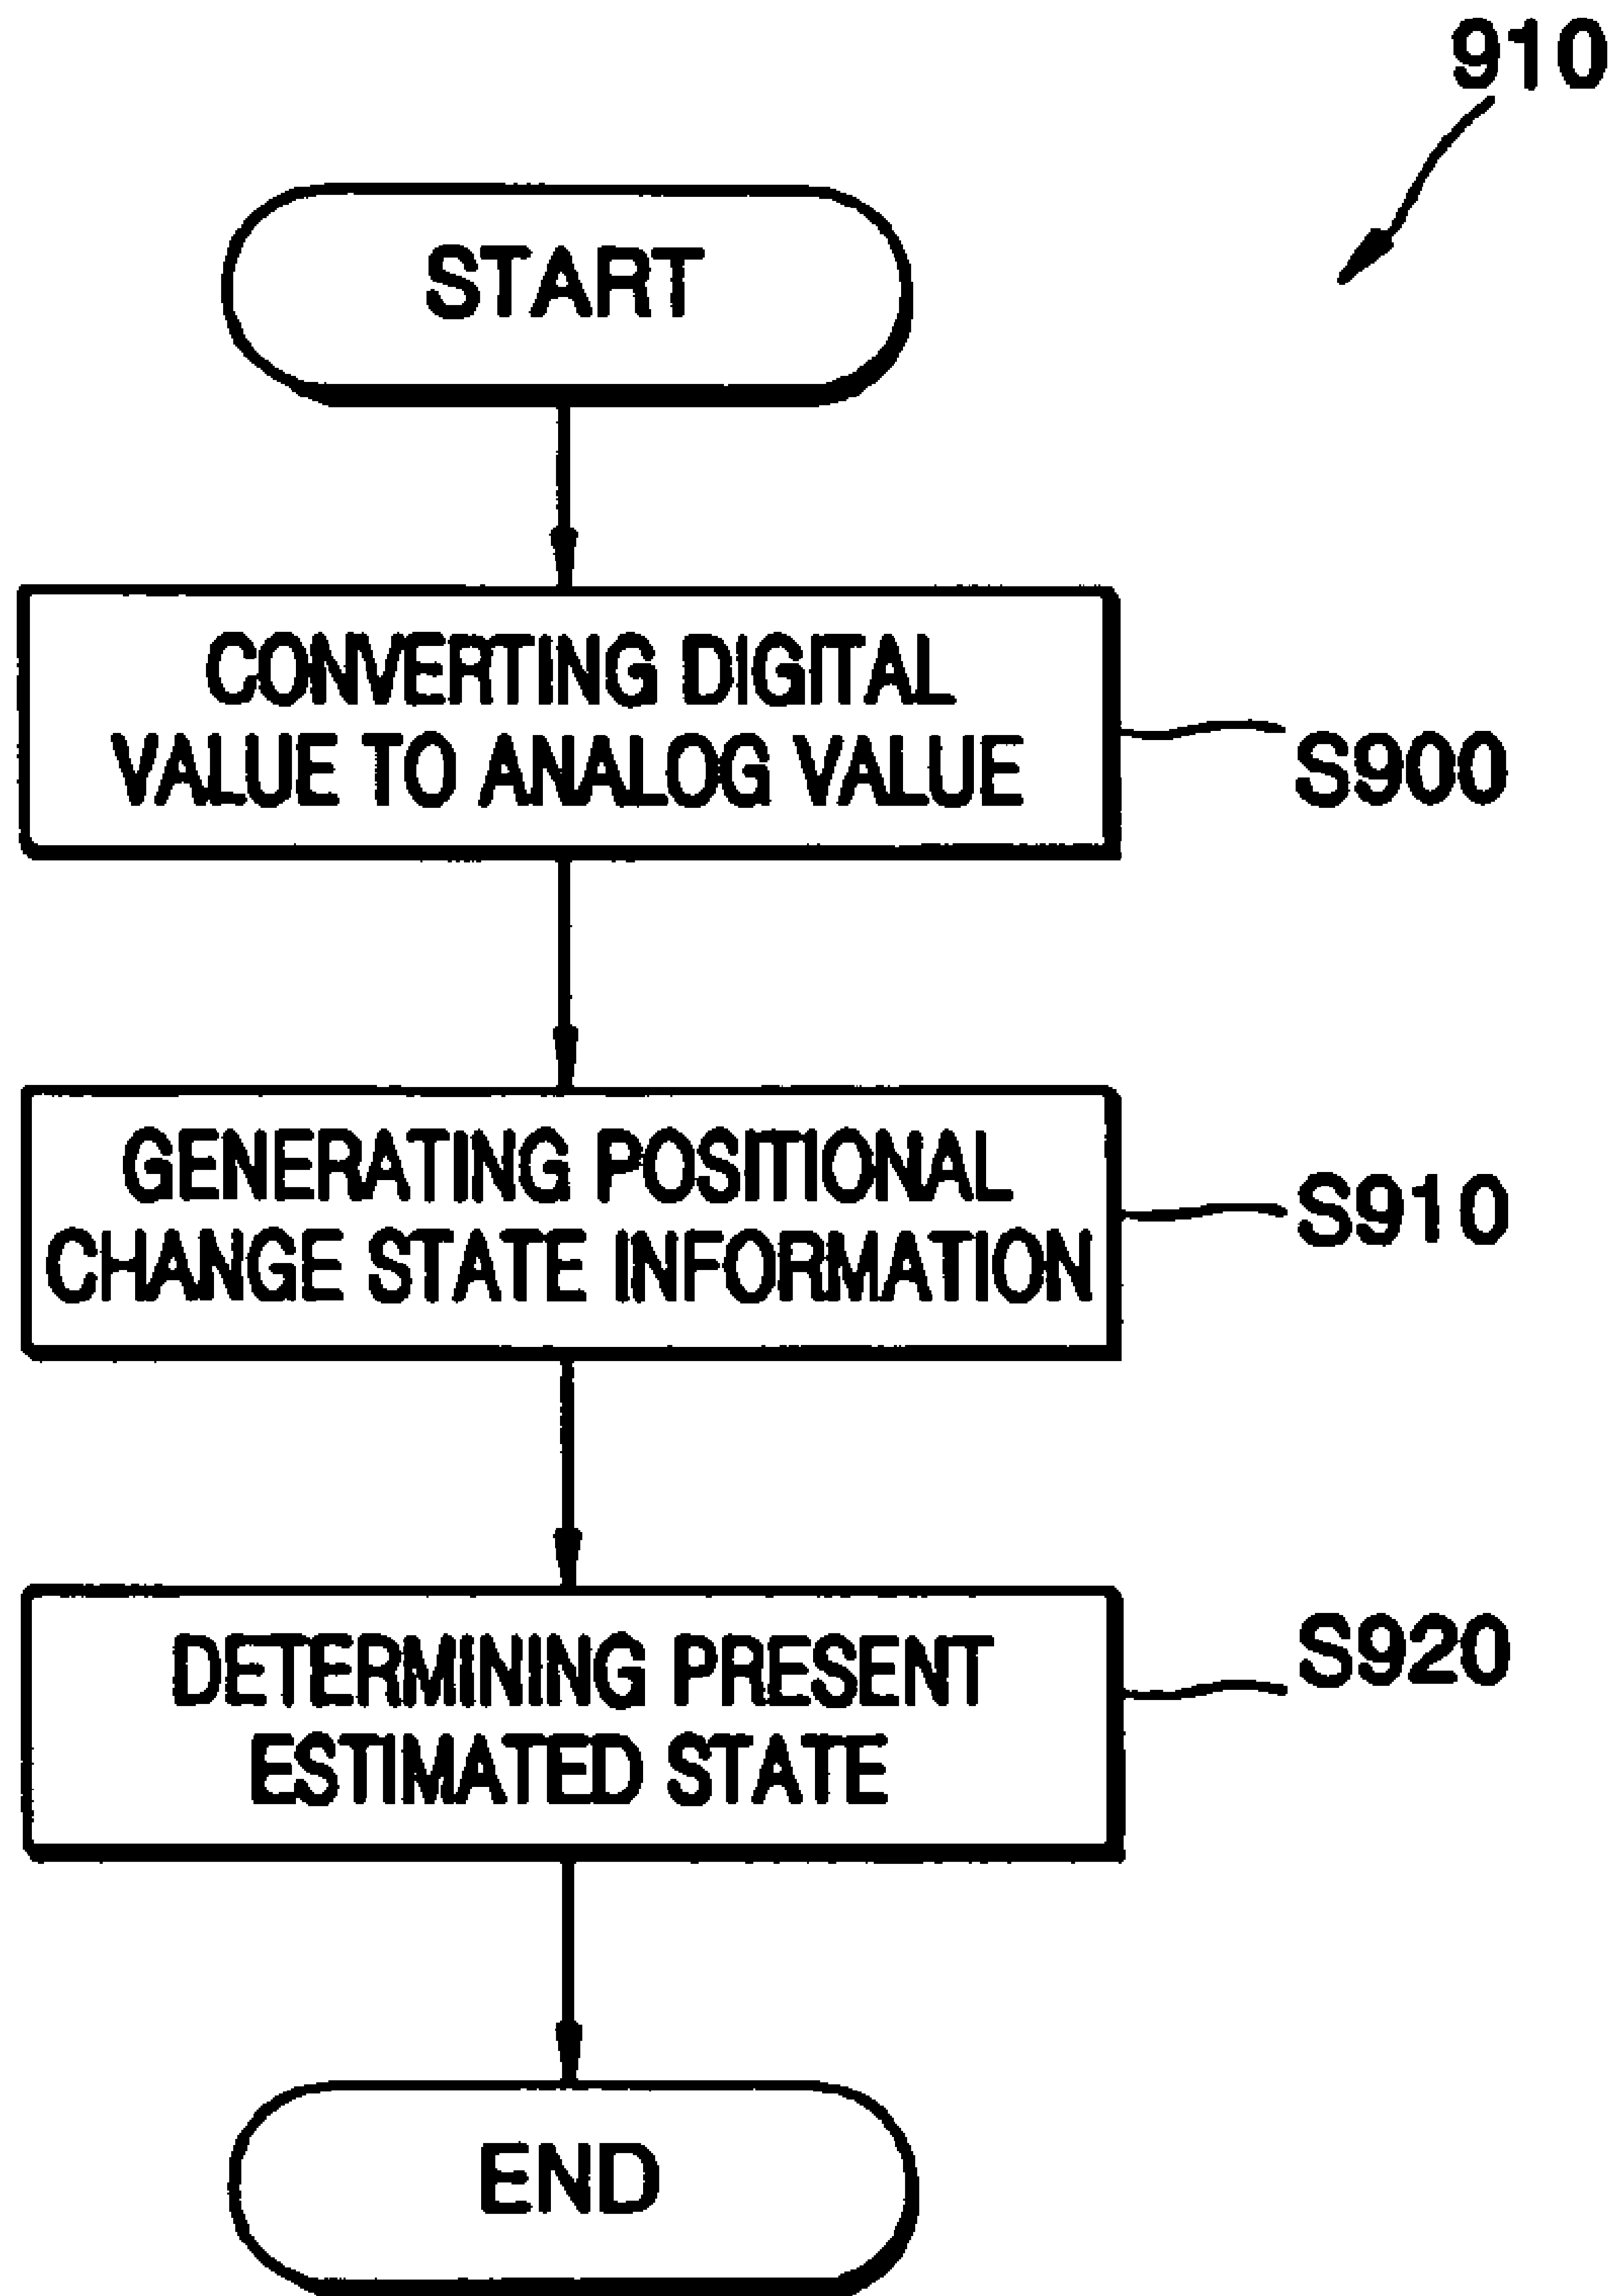 910
START
CONVERTING DIGITAL
VALUE TO ANALOG VALUE
S900
GENERATING POSITIONAL
CHANGE STATE INFORMATION
S910
DETERMINING PRESENT
ESTIMATED STATE
S920
END